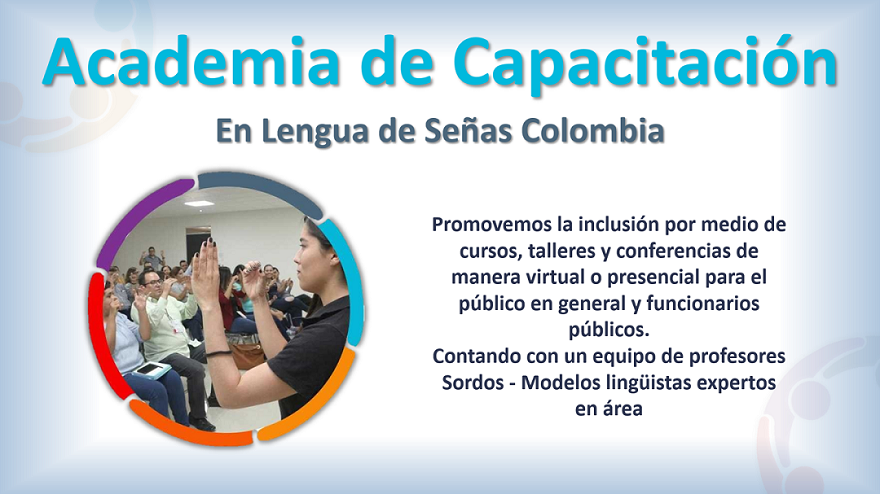 Academia de Capacitación
En Lengua de Señas Colombia
Promovemos la inclusión por medio de
cursos, talleres y conferencias de
manera virtual o presencial para el
público en general y funcionarios
públicos.
Contando con un equipo de profesores
Sordos - Modelos lingüistas expertos
en área